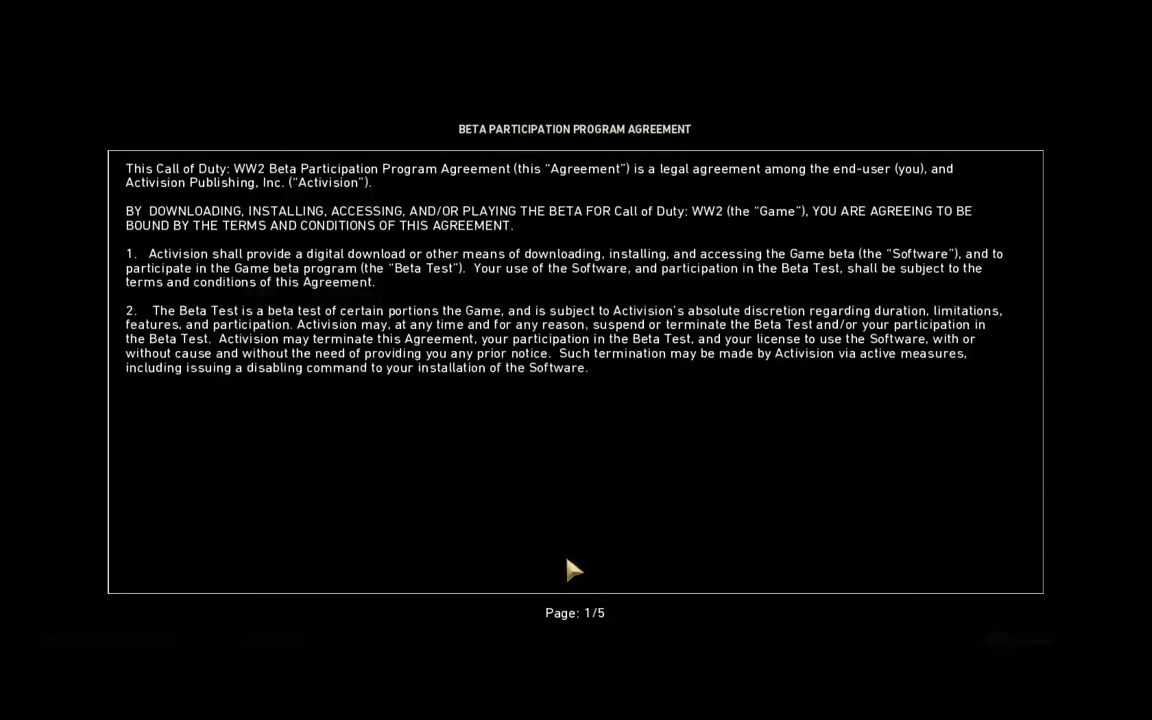 BETA PARTICIPATION PROGRAM AGREEMENT
This Call of Duty: WW2 Beta Participation Program Agreement (this “Agreement”) is a legal agreement among the end-user (you), and
Activision Publishing, Inc. (“Activision”).
BY DOWNLOADING, INSTALLING, ACCESSING, AND/OR PLAYING THE BETA FOR Call of Duty: WW2 (the “Game”), YOU ARE AGREEING TO BE
BOUND BY THE TERMS AND CONDITIONS OF THIS AGREEMENT.
1. Activision shall provide a digital download or other means of downloading, installing, and accessing the Game beta (the “Software”), and to
participate in the Game beta program (the “Beta Test”). Your use of the Software, and participation in the Beta Test, shall be subject to the
terms and conditions of this Agreement.
2. The Beta Test is a beta test of certain portions the Game, and is subject to Activision’s absolute discretion regarding duration, limitations,
features, and participation. Activision may, at any time and for any reason, suspend or terminate the Beta Test and/or your participation in
the Beta Test. Activision may terminate this Agreement, your participation in the Beta Test, and your license to use the Software, with or
without cause and without the need of providing you any prior notice. Such termination may be made by Activision via active measures,
including issuing a disabling command to your installation of the Software.
Page: 1/5